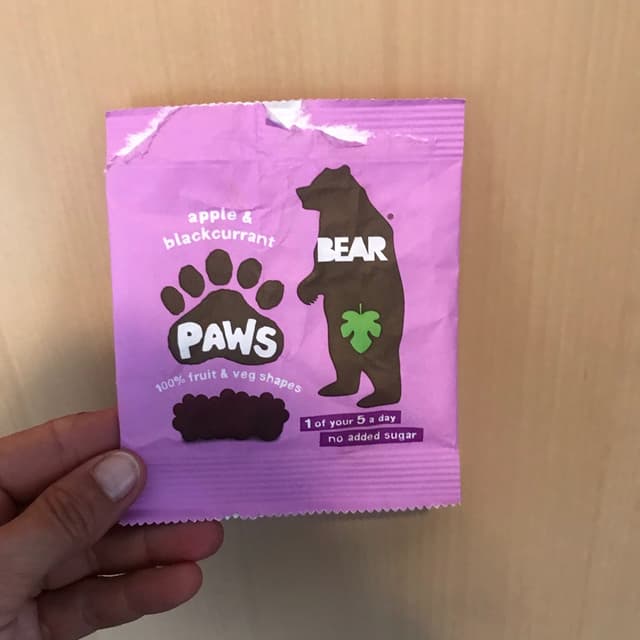 apple &
blackcurrant
PAWS
100% fruit & veg shapes
BEAR
1 of your 5 a day
no added sugar